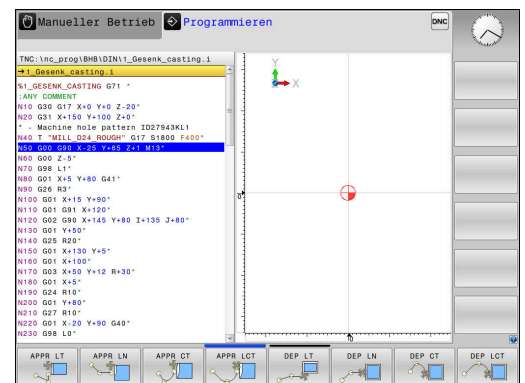 Manueller Betrieb
Programmieren
DNC
TNC:\nc_prog\BHB\DIN\1_Gesenk_casting.i
→1_Gesenk_casting.i
%1_GESENK_CASTING G71 *
;ANY COMMENT
N10 G30 G17 X+0 Y+0 Z-20*
N20 G31 X+150 Y+100 Z+0*
* - Machine hole pattern ID27943KL1
N40 T "MILL_D24_ROUGH" G17 S1800 F400*
N50 G00 G90 X-25 Y+65 Z+1 M13*
N60 G00 Z-5*
N70 G98 L1*
N80 G01 X+5 Y+80 G41*
N90 G26 R3*
N100 G01 X+15 Y+90*
N110 G01 G91 X+120*
N120 G02 G90 X+145 Y+80 I+135 J+80*
N130 G01 Y+50*
N140 G25 R20*
N150 G01 X+130 Y+5*
N160 G01 X+100*
N170 G03 X+50 Y+12 R+30*
N180 G01 X+5*
N190 G24 R10*
N200 G01 Y+80*
N210 G27 R10*
N220 G01 X-20 Y+90 G40*
N230 G98 L0*
Y
X
0
10
APPR LT
APPR LN
APPR CT
APPR LCT
DEP LT
DEP LN
DEP CT
DEP LCT